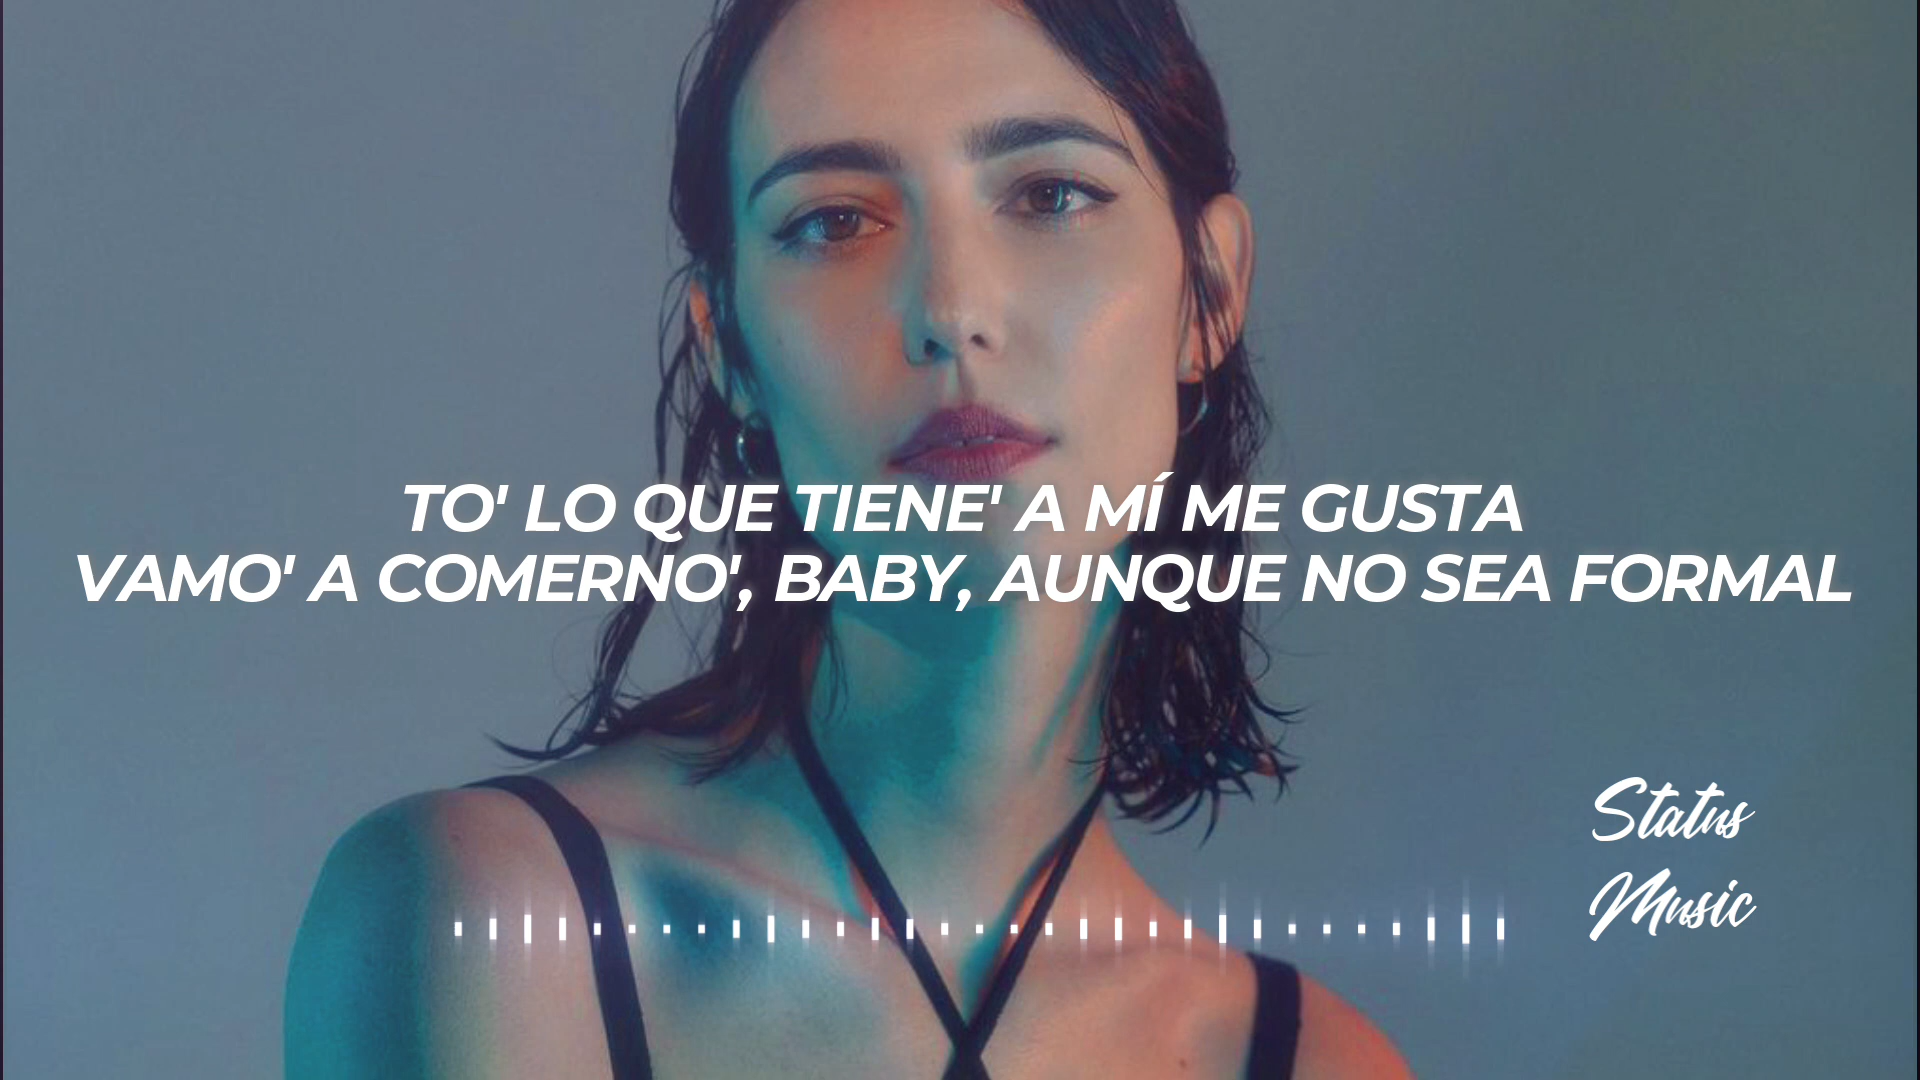 TO' LO QUE TIENE' A MÍ ME GUSTA
VAMO' A COMERNO', BABY, AUNQUE NO SEA FORMAL
Status
Music